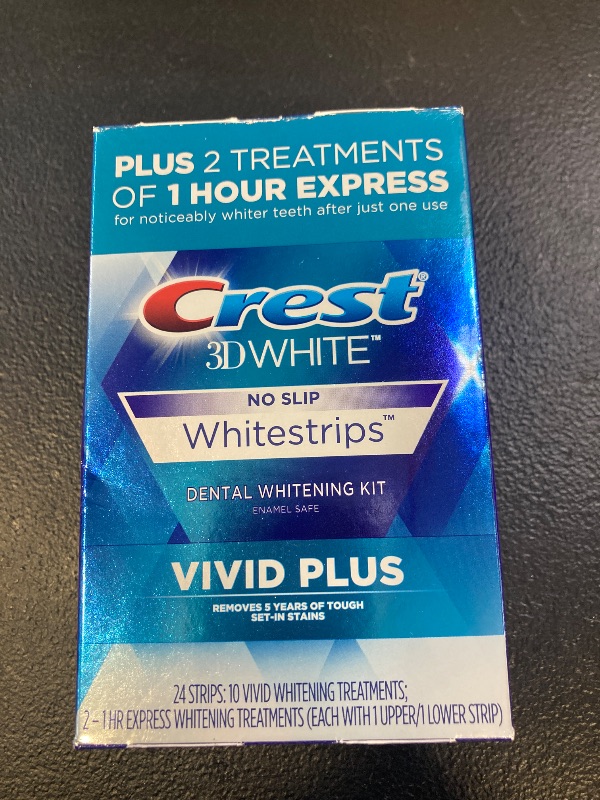 PLUS 2 TREATMENTS
OF 1 HOUR EXPRESS
for noticeably whiter teeth after just one use
Crest®
3D WHITE™
NO SLIP
Whitestrips™
DENTAL WHITENING KIT
ENAMEL SAFE
VIVID PLUS
REMOVES 5 YEARS OF TOUGH
SET-IN STAINS
24 STRIPS: 10 VIVID WHITENING TREATMENTS;
2 – 1 HR EXPRESS WHITENING TREATMENTS (EACH WITH 1 UPPER/1 LOWER STRIP)